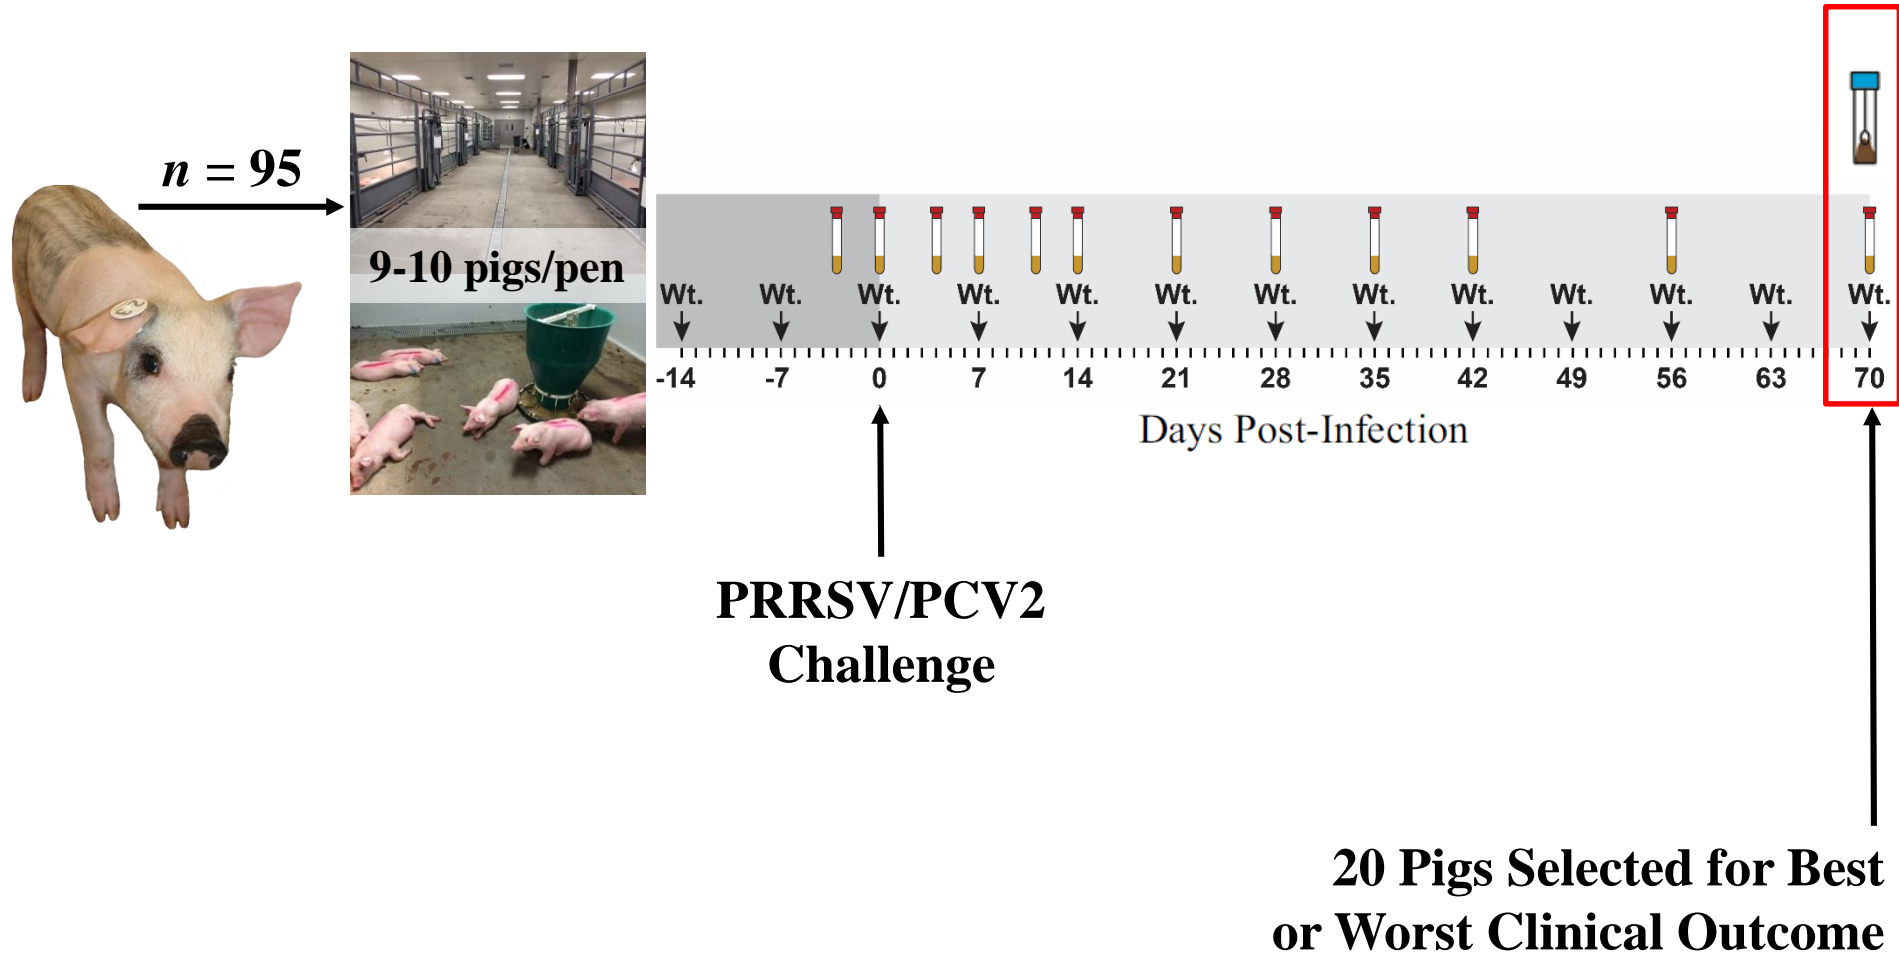 n = 95
9-10 pigs/pen
Wt. Wt. Wt. Wt. Wt. Wt. Wt. Wt. Wt. Wt. Wt. Wt. Wt.
-14 -7 0 7 14 21 28 35 42 49 56 63 70
Days Post-Infection
PRRSV/PCV2
Challenge
20 Pigs Selected for Best
or Worst Clinical Outcome